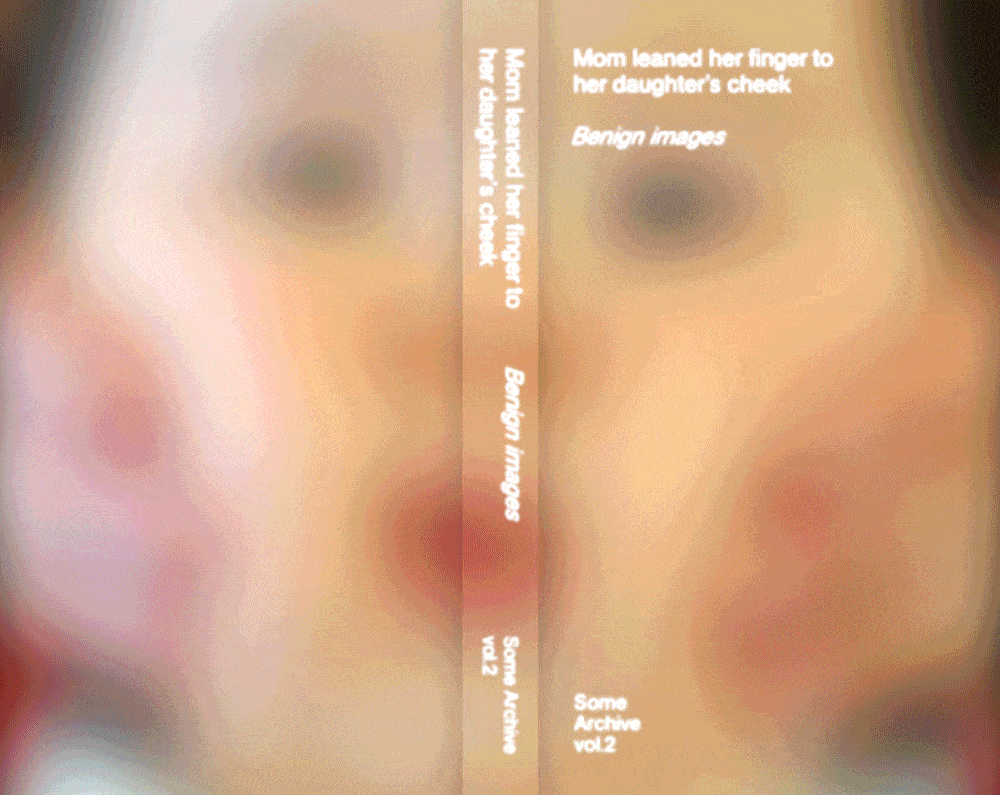 Mom leaned her finger to
her daughter's cheek
Benign images
Some Archive
vol.2
Mom leaned her finger to
her daughter's cheek
Benign images
Some
Archive
vol.2